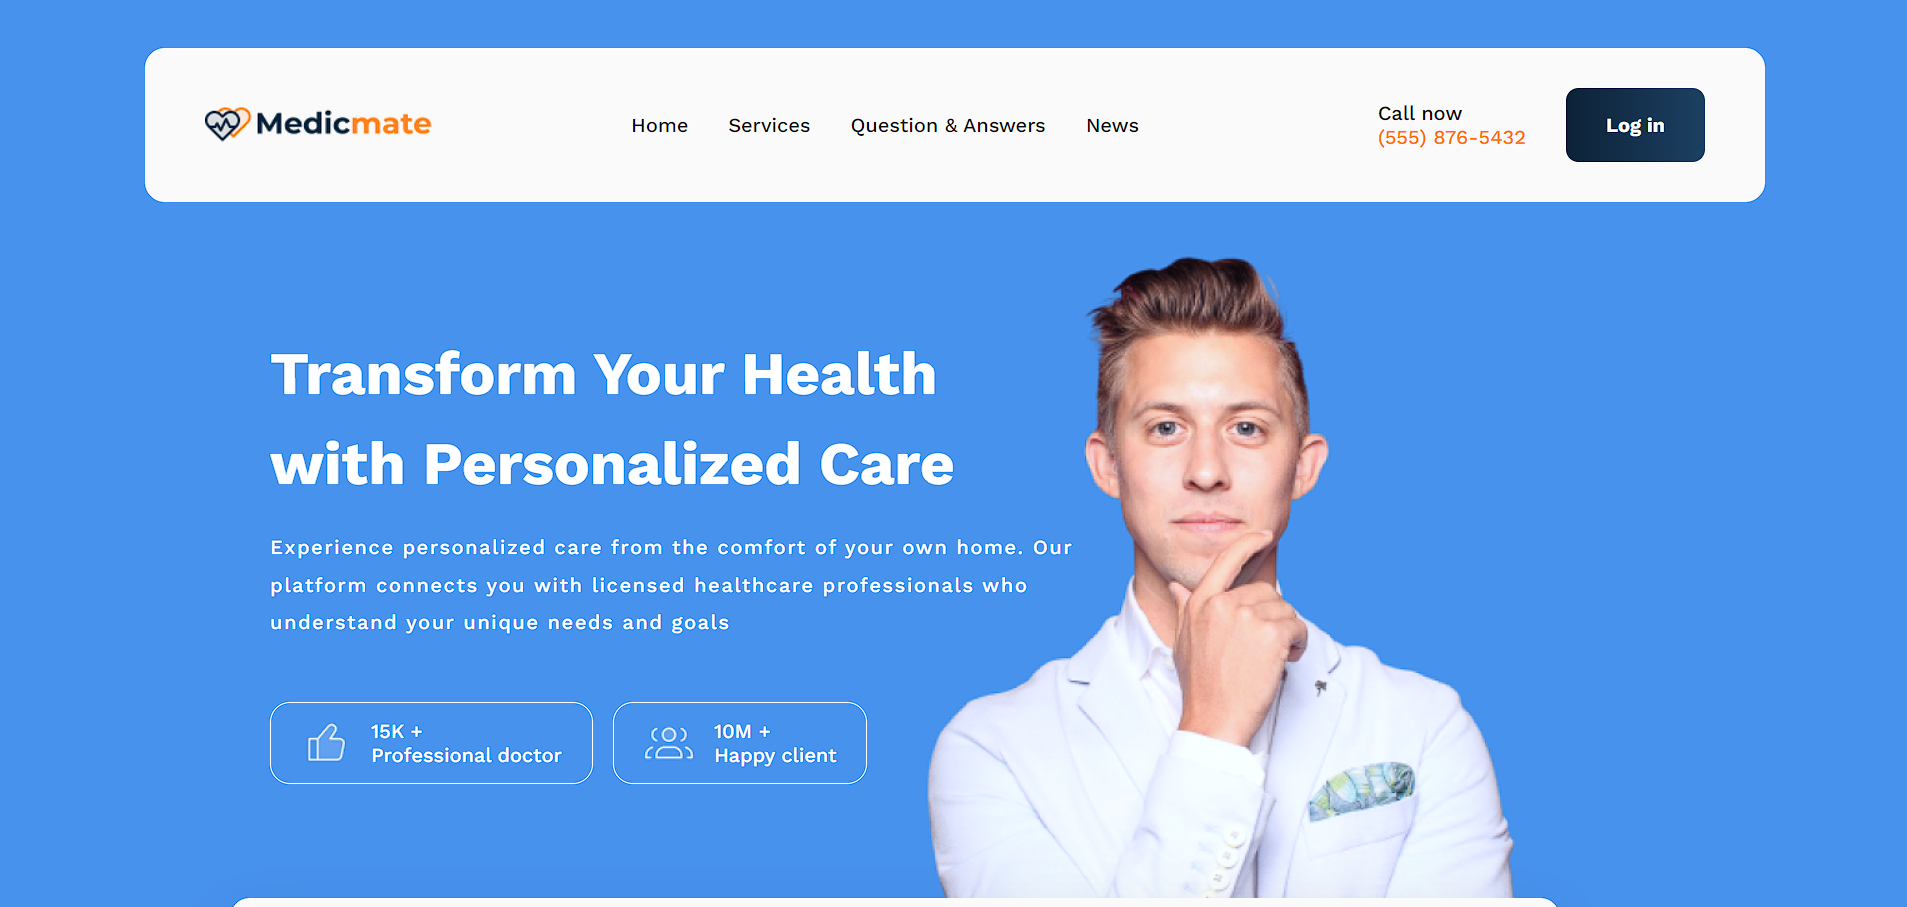 Medicmate
Home
Services
Question & Answers
News
Call now
(555) 876-5432
Log in
Transform Your Health
with Personalized Care
Experience personalized care from the comfort of your own home. Our
platform connects you with licensed healthcare professionals who
understand your unique needs and goals
15K +
Professional doctor
10M +
Happy client